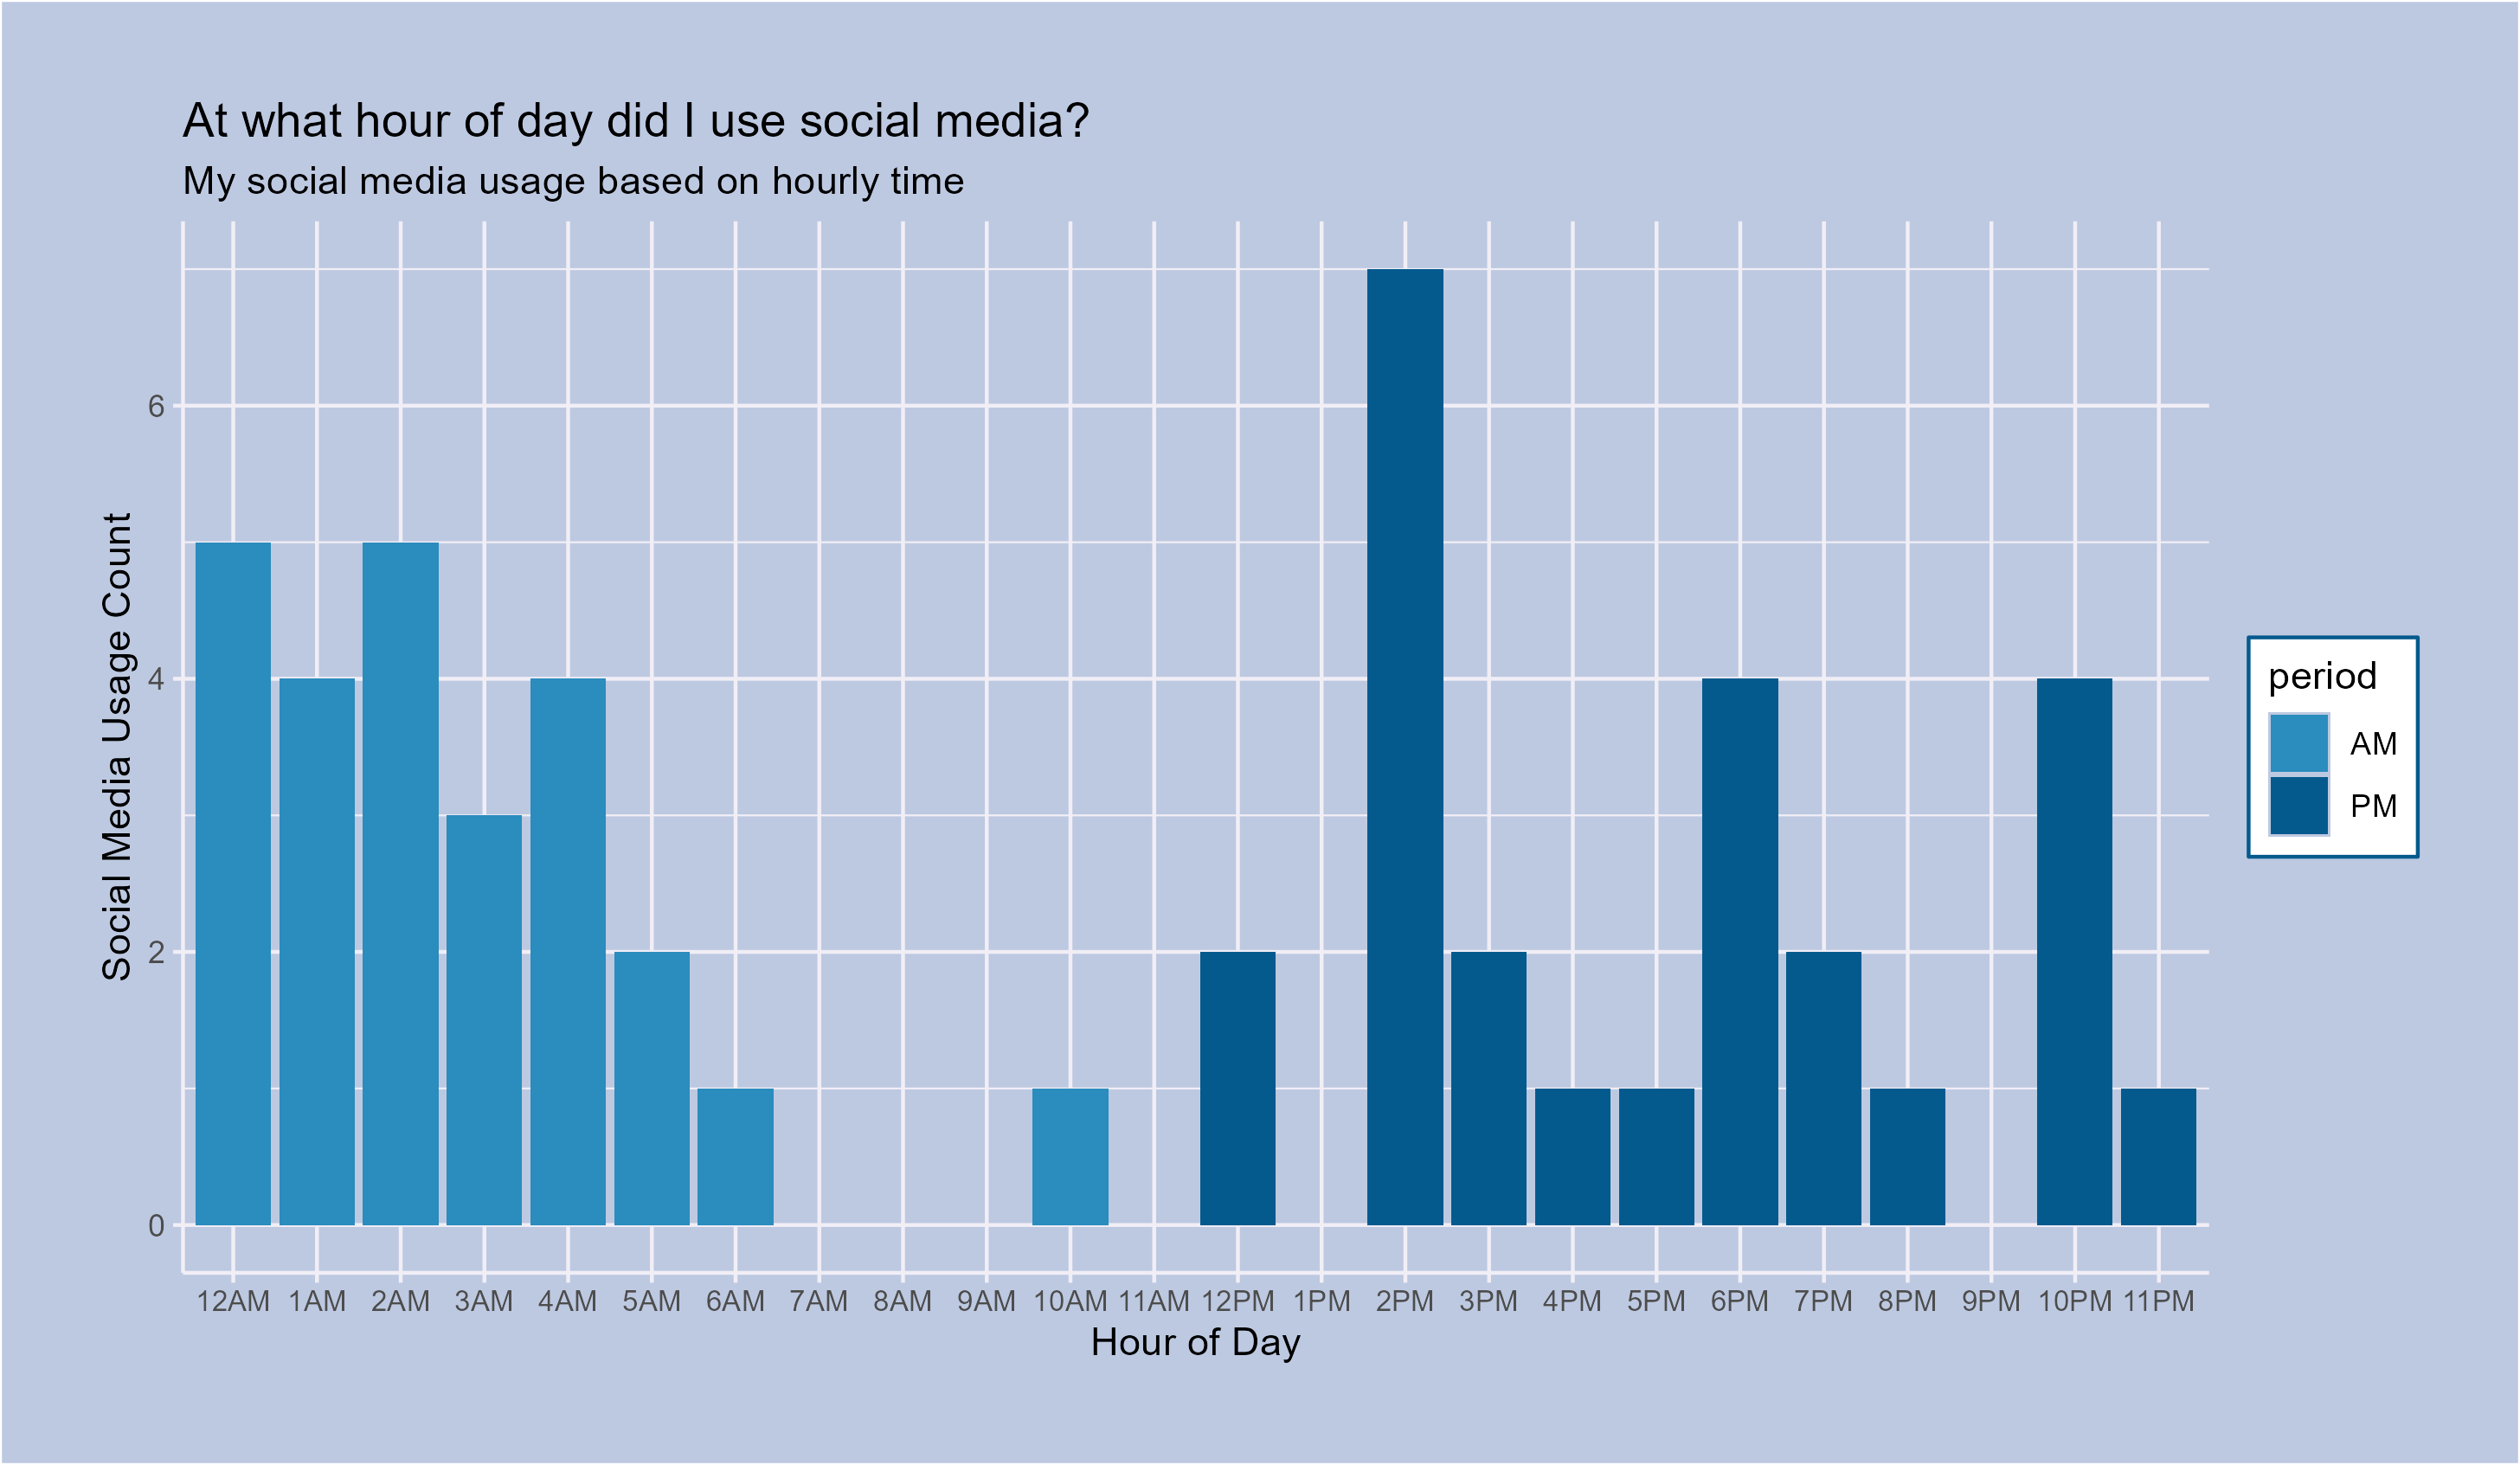 At what hour of day did I use social media?
My social media usage based on hourly time
Social Media Usage Count
6
4
2
0
12AM 1AM 2AM 3AM 4AM 5AM 6AM 7AM 8AM 9AM 10AM 11AM 12PM 1PM 2PM 3PM 4PM 5PM 6PM 7PM 8PM 9PM 10PM 11PM
Hour of Day
period
AM
PM